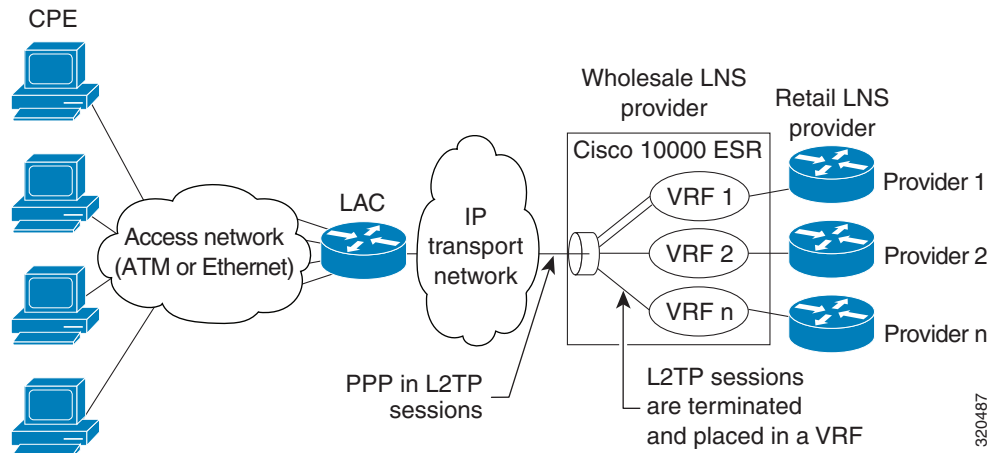 CPE
Access network
(ATM or Ethernet)
LAC
IP
transport
network
PPP in L2TP
sessions
Wholesale LNS
provider
Cisco 10000 ESR
VRF 1
VRF 2
VRF n
L2TP sessions
are terminated
and placed in a VRF
Retail LNS
provider
Provider 1
Provider 2
Provider n
320487